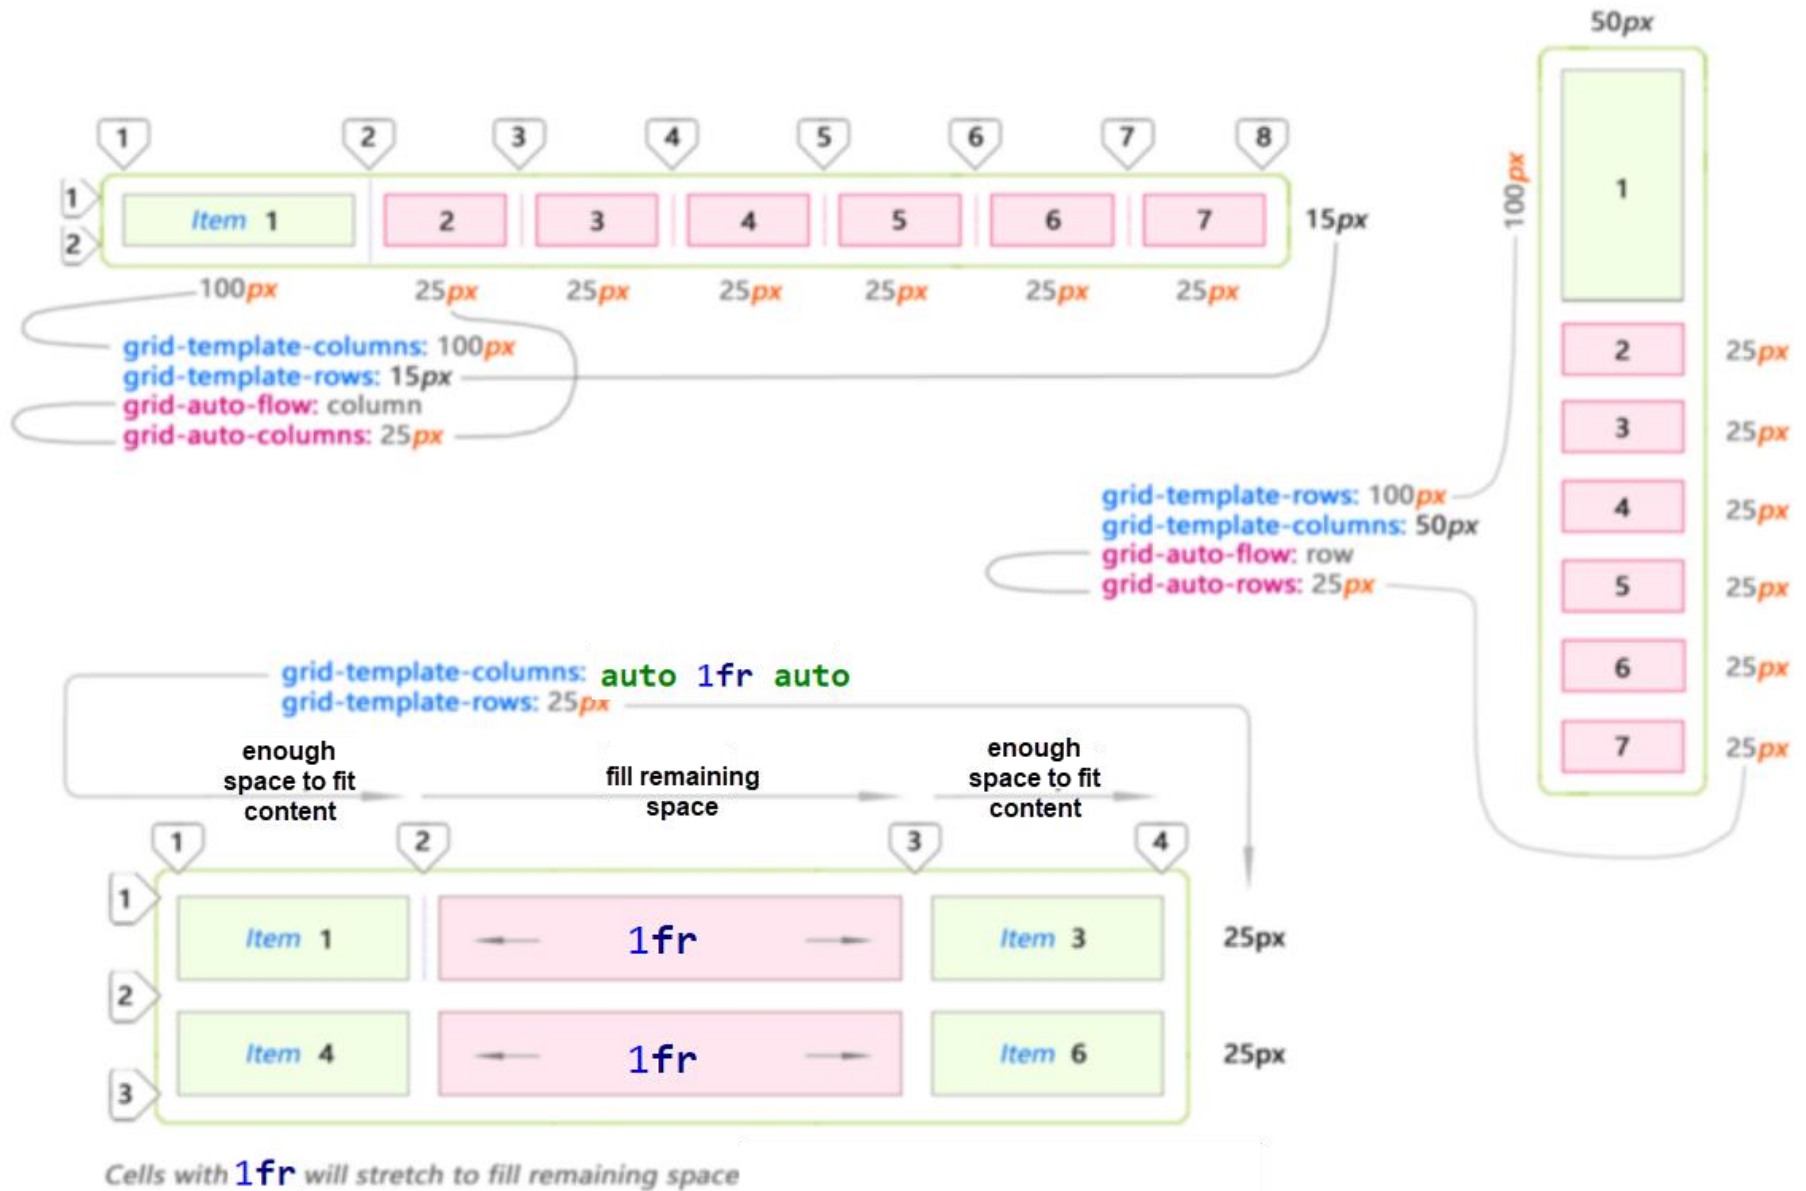 50px
1 2 3 4 5 6 7 8
1
2
Item 1 2 3 4 5 6 7
15px
100px 25px 25px 25px 25px 25px 25px
grid-template-columns: 100px
grid-template-rows: 15px
grid-auto-flow: column
grid-auto-columns: 25px
100px
1
2 25px
3 25px
4 25px
5 25px
6 25px
7 25px
grid-template-rows: 100px
grid-template-columns: 50px
grid-auto-flow: row
grid-auto-rows: 25px
grid-template-columns: auto 1fr auto
grid-template-rows: 25px
enough
space to fit
content
fill remaining
space
enough
space to fit
content
1 2 3 4
1
2
3
Item 1 1fr Item 3 25px
Item 4 1fr Item 6 25px
Cells with 1fr will stretch to fill remaining space